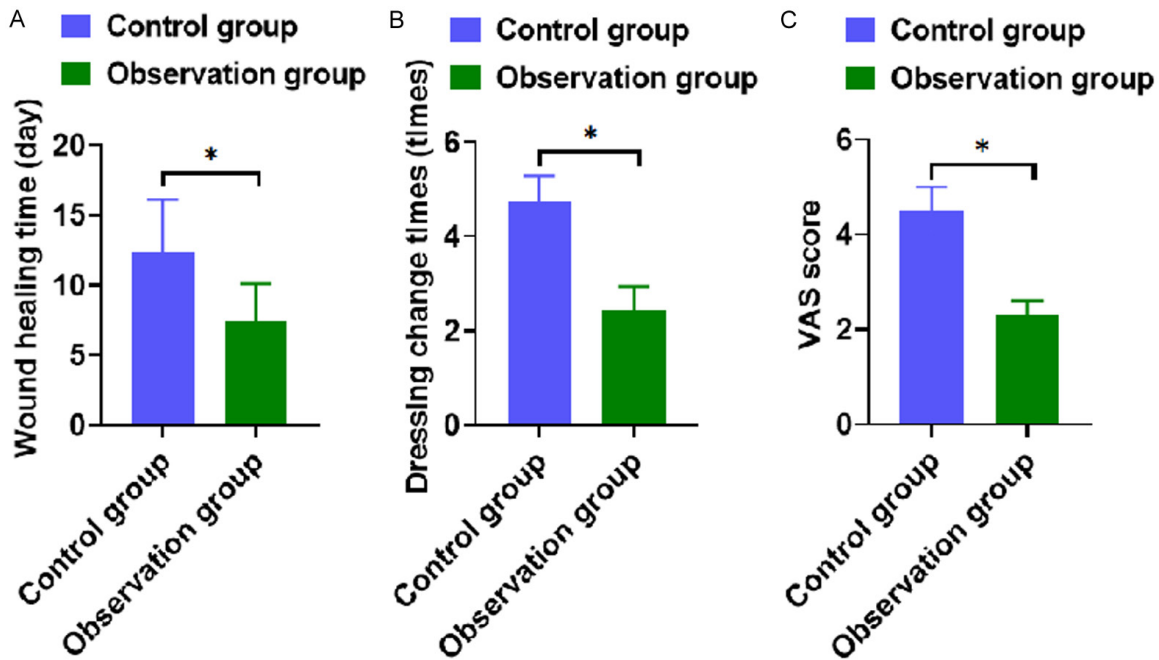 A
Control group
Observation group
Wound healing time (day)
20
15
10
5
0
*
Control group
Observation group
B
Control group
Observation group
Dressing change times (times)
6
4
2
0
*
Control group
Observation group
C
Control group
Observation group
VAS score
6
4
2
0
*
Control group
Observation group